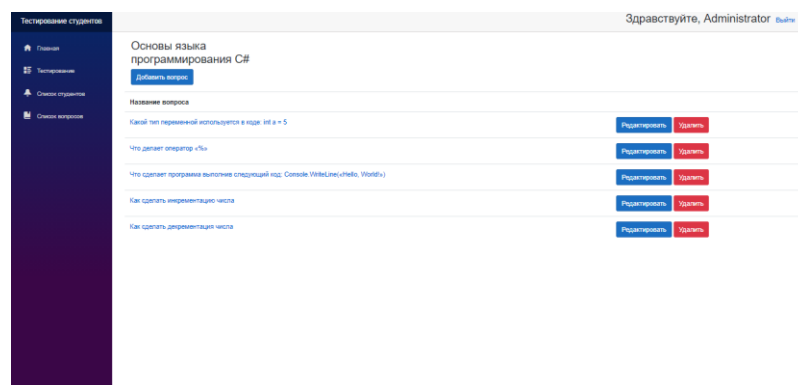 Тестирование студентов
Здравствуйте, Administrator Выйти
Главная
Тестирование
Список студентов
Список вопросов
Основы языка
программирования C#
Добавить вопрос
Название вопроса
Какой тип переменной используется в коде: int a = 5
Редактировать Удалить
Что делает оператор «%»
Редактировать Удалить
Что сделает программа выполнив следующий код: Console.WriteLine(«Hello, World!»)
Редактировать Удалить
Как сделать инкрементацию числа
Редактировать Удалить
Как сделать декрементация числа
Редактировать Удалить